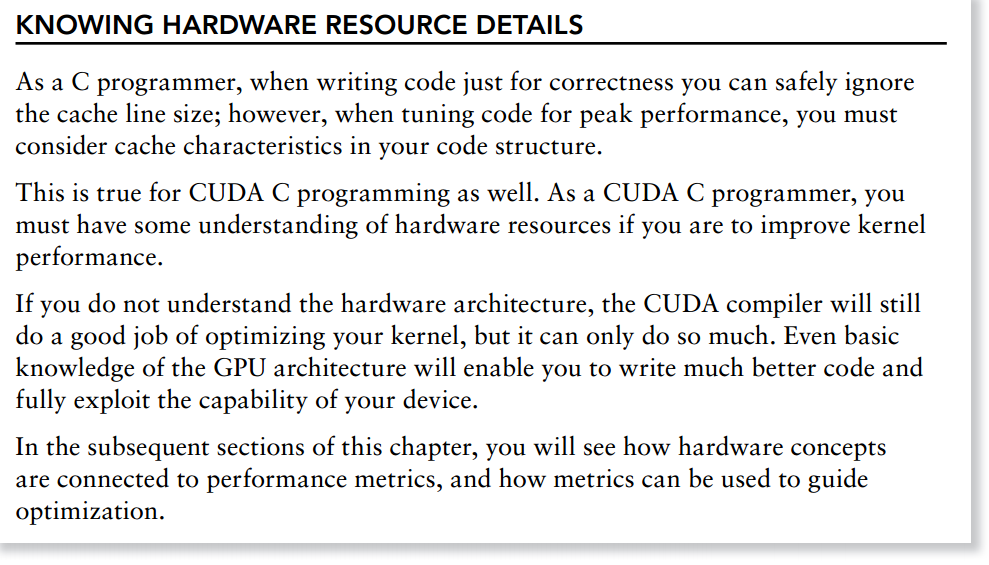 KNOWING HARDWARE RESOURCE DETAILS
As a C programmer, when writing code just for correctness you can safely ignore
the cache line size; however, when tuning code for peak performance, you must
consider cache characteristics in your code structure.
This is true for CUDA C programming as well. As a CUDA C programmer, you
must have some understanding of hardware resources if you are to improve kernel
performance.
If you do not understand the hardware architecture, the CUDA compiler will still
do a good job of optimizing your kernel, but it can only do so much. Even basic
knowledge of the GPU architecture will enable you to write much better code and
fully exploit the capability of your device.
In the subsequent sections of this chapter, you will see how hardware concepts
are connected to performance metrics, and how metrics can be used to guide
optimization.